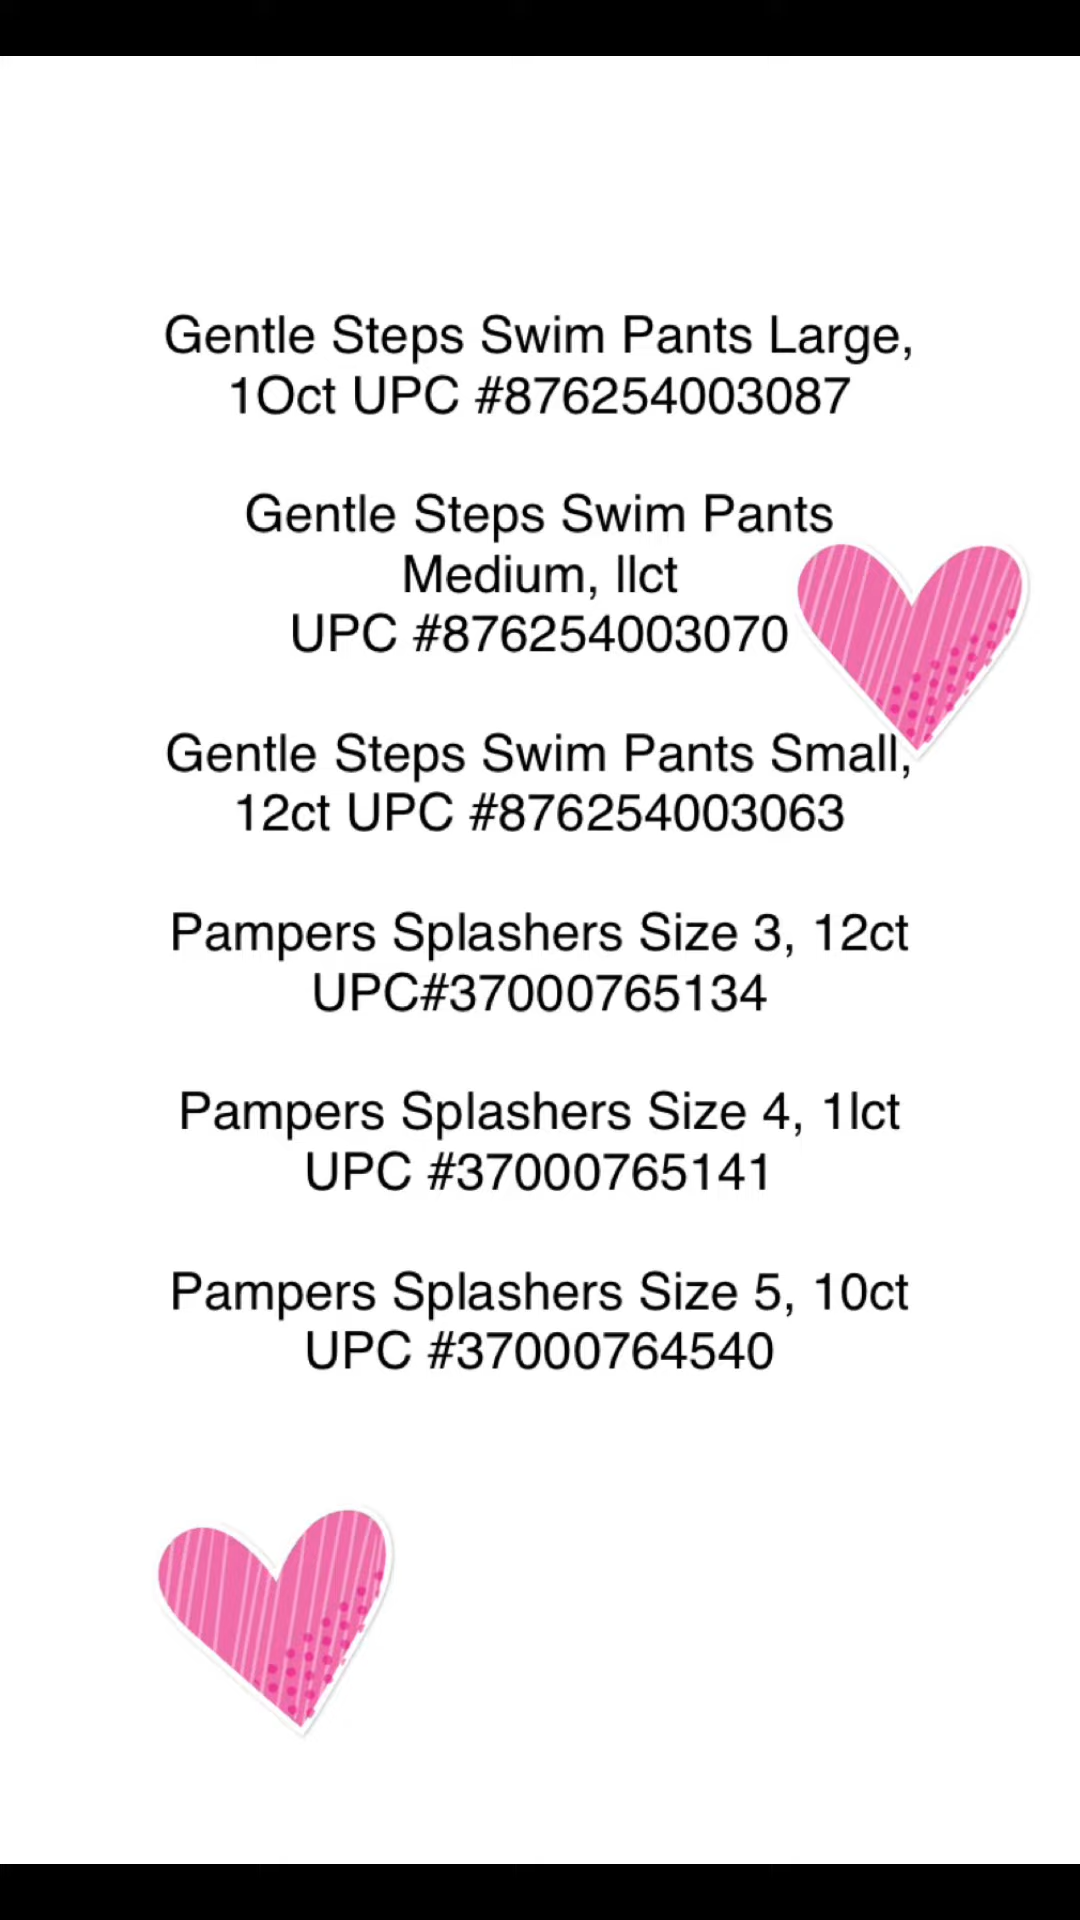 Gentle Steps Swim Pants Large,
1Oct UPC #876254003087
Gentle Steps Swim Pants
Medium, llct
UPC #876254003070
Gentle Steps Swim Pants Small,
12ct UPC #876254003063
Pampers Splashers Size 3, 12ct
UPC#37000765134
Pampers Splashers Size 4, 1lct
UPC #37000765141
Pampers Splashers Size 5, 10ct
UPC #37000764540